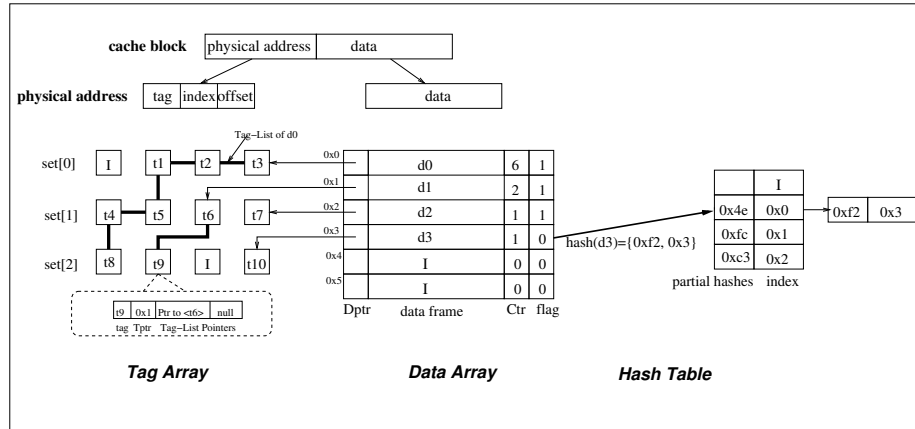 cache block physical address data
physical address tag index offset data
Tag-List of d0
set[0] I t1 t2 t3 0x0 d0 6 1
0x1 d1 2 1 I
set[1] t4 t5 t6 t7 0x2 d2 1 1 0x4e 0x0 0xf2 0x3
0x3 d3 1 0 hash(d3)={0xf2, 0x3} 0xfc 0x1
set[2] t8 t9 I t10 0x4 I 0 0 0xc3 0x2
0x5 I 0 0 partial hashes index
t9 0x1 Ptr to <t6> null Dptr data frame Ctr flag
tag Tptr Tag-List Pointers
Tag Array Data Array Hash Table